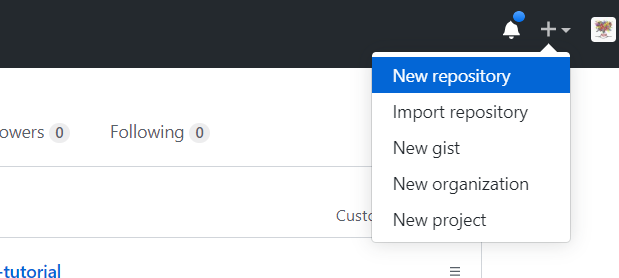 New repository
Import repository
owers 0 Following 0
New gist
New organization
Custo
New project
-tutorial